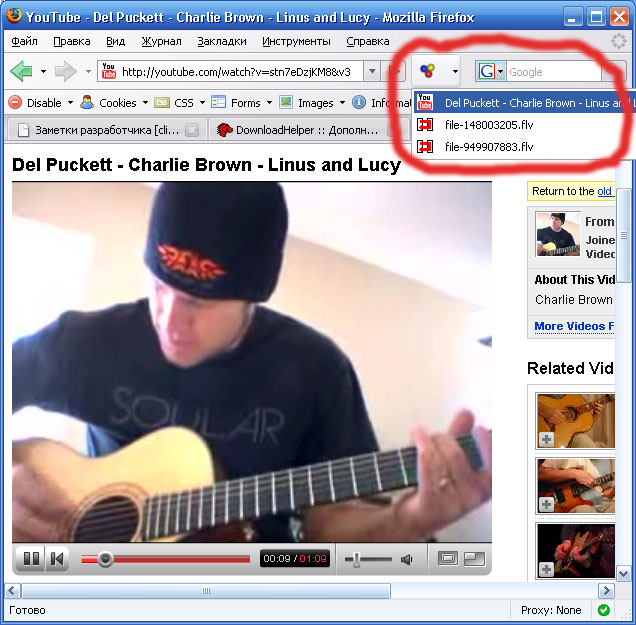 YouTube - Del Puckett - Charlie Brown - Linus and Lucy - Mozilla Firefox
Файл Правка Вид Журнал Закладки Инструменты Справка
You Tube http://youtube.com/watch?v=stn7eDzjKM8&v3 G Google
Disable Cookies CSS Forms Images Informa
You Tube Del Puckett - Charlie Brown - Linus and L
Заметки разработчика [cli... DownloadHelper :: Дополн...
file-148003205.flv
file-949907883.flv
Del Puckett - Charlie Brown - Linus and Lucy
Return to the old
From
Joine
Video
About This Vid
Charlie Brown
More Videos F
Related Vid
SOULAR
00:09 / 01:09
Готово Proxy: None